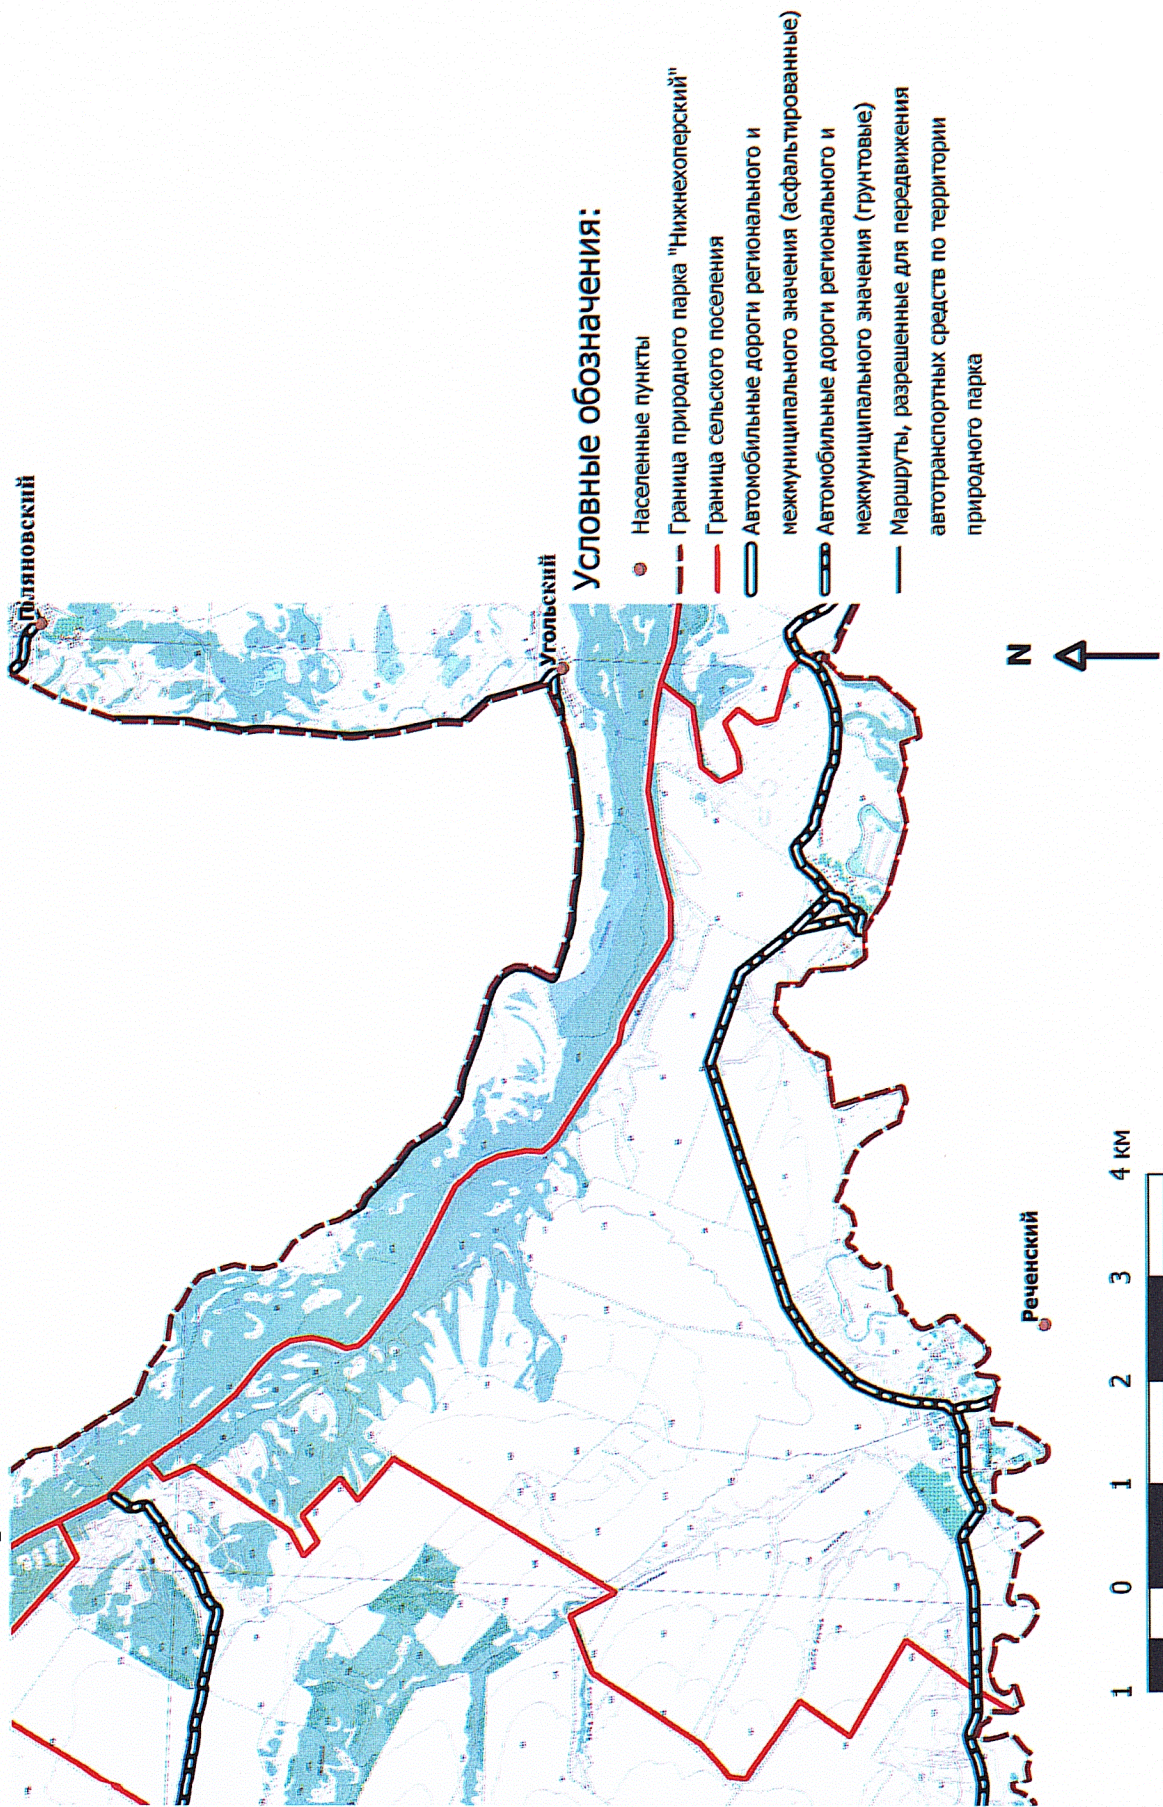 Поляновский
Угольский
Условные обозначения:
Населенные пункты
Граница природного парка "Нижнехоперский"
Граница сельского поселения
Автомобильные дороги регионального и
межмуниципального значения (асфальтированные)
Автомобильные дороги регионального и
межмуниципального значения (грунтовые)
Маршруты, разрешенные для передвижения
автотранспортных средств по территории
природного парка
N
Реченский
1 0 1 2 3 4 км